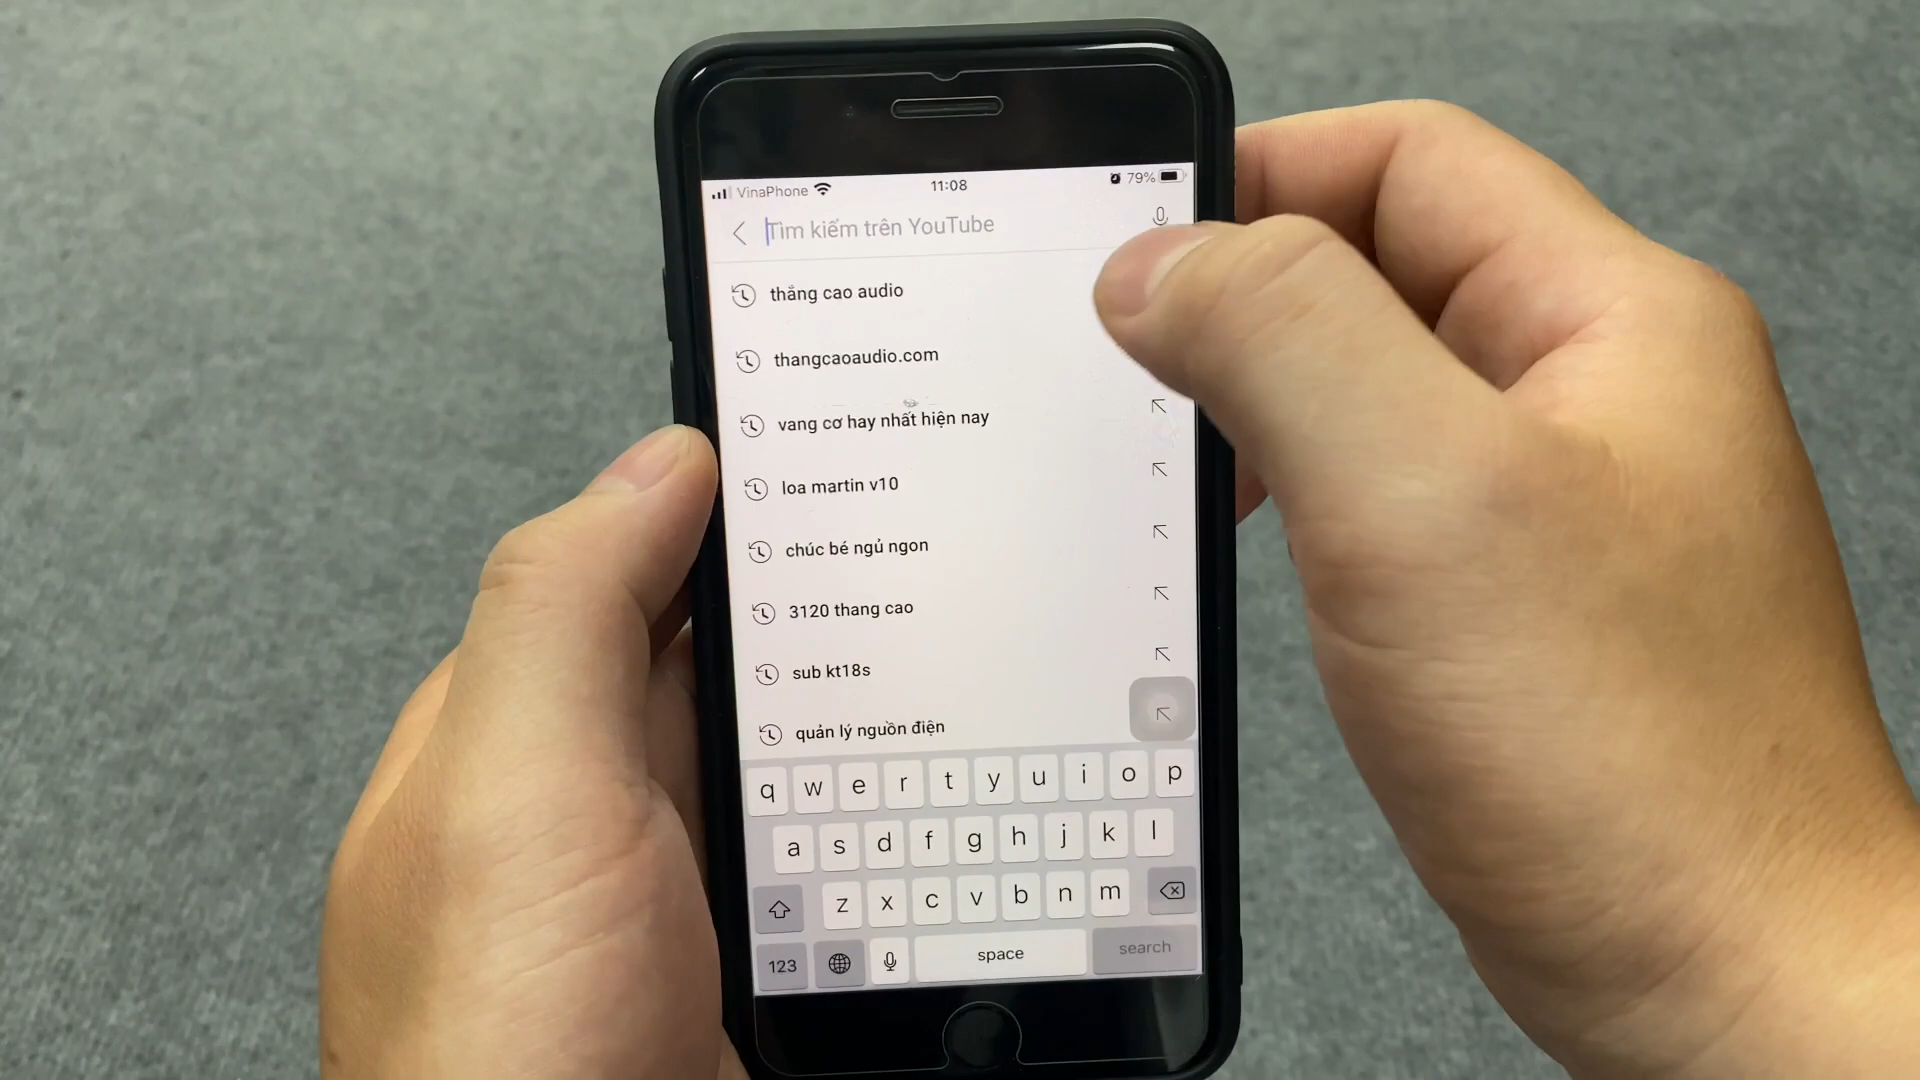 VinaPhone 11:08 79%
Tìm kiếm trên YouTube
thắng cao audio
thangcaoaudio.com
vang cơ hay nhất hiện nay
loa martin v10
chúc bé ngủ ngon
3120 thang cao
sub kt18s
quản lý nguồn điện
q w e r t y u i o p
a s d f g h j k l
z x c v b n m
123 space search